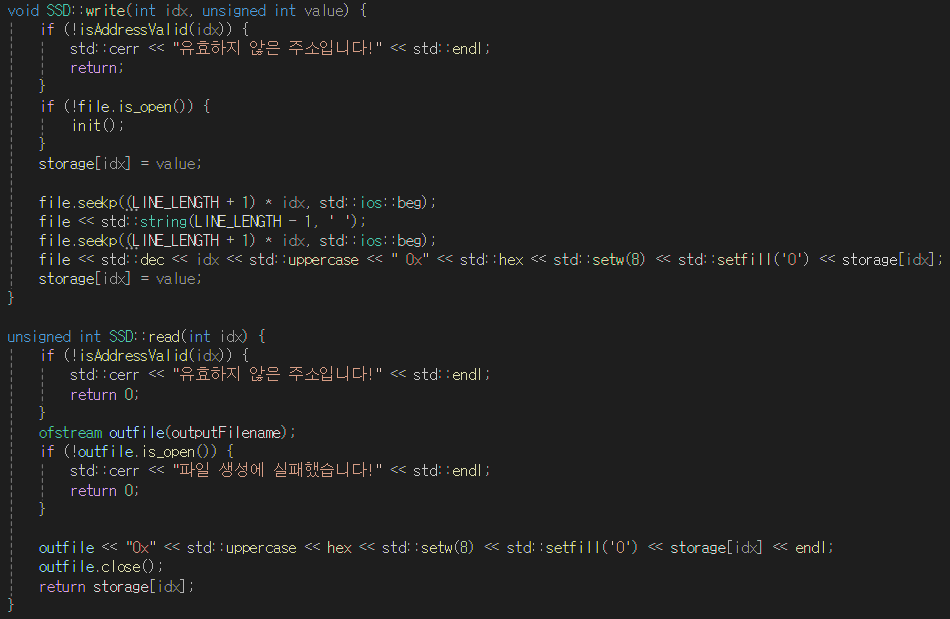 void SSD::write(int idx, unsigned int value) {
    if (!isAddressValid(idx)) {
        std::cerr << "유효하지 않은 주소입니다!" << std::endl;
        return;
    }
    if (!file.is_open()) {
        init();
    }
    storage[idx] = value;

    file.seekp((LINE_LENGTH + 1) * idx, std::ios::beg);
    file << std::string(LINE_LENGTH - 1, ' ');
    file.seekp((LINE_LENGTH + 1) * idx, std::ios::beg);
    file << std::dec << idx << std::uppercase << " 0x" << std::hex << std::setw(8) << std::setfill('0') << storage[idx];
    storage[idx] = value;
}

unsigned int SSD::read(int idx) {
    if (!isAddressValid(idx)) {
        std::cerr << "유효하지 않은 주소입니다!" << std::endl;
        return 0;
    }
    ofstream outfile(outputFilename);
    if (!outfile.is_open()) {
        std::cerr << "파일 생성에 실패했습니다!" << std::endl;
        return 0;
    }

    outfile << "0x" << std::uppercase << hex << std::setw(8) << std::setfill('0') << storage[idx] << endl;
    outfile.close();
    return storage[idx];
}